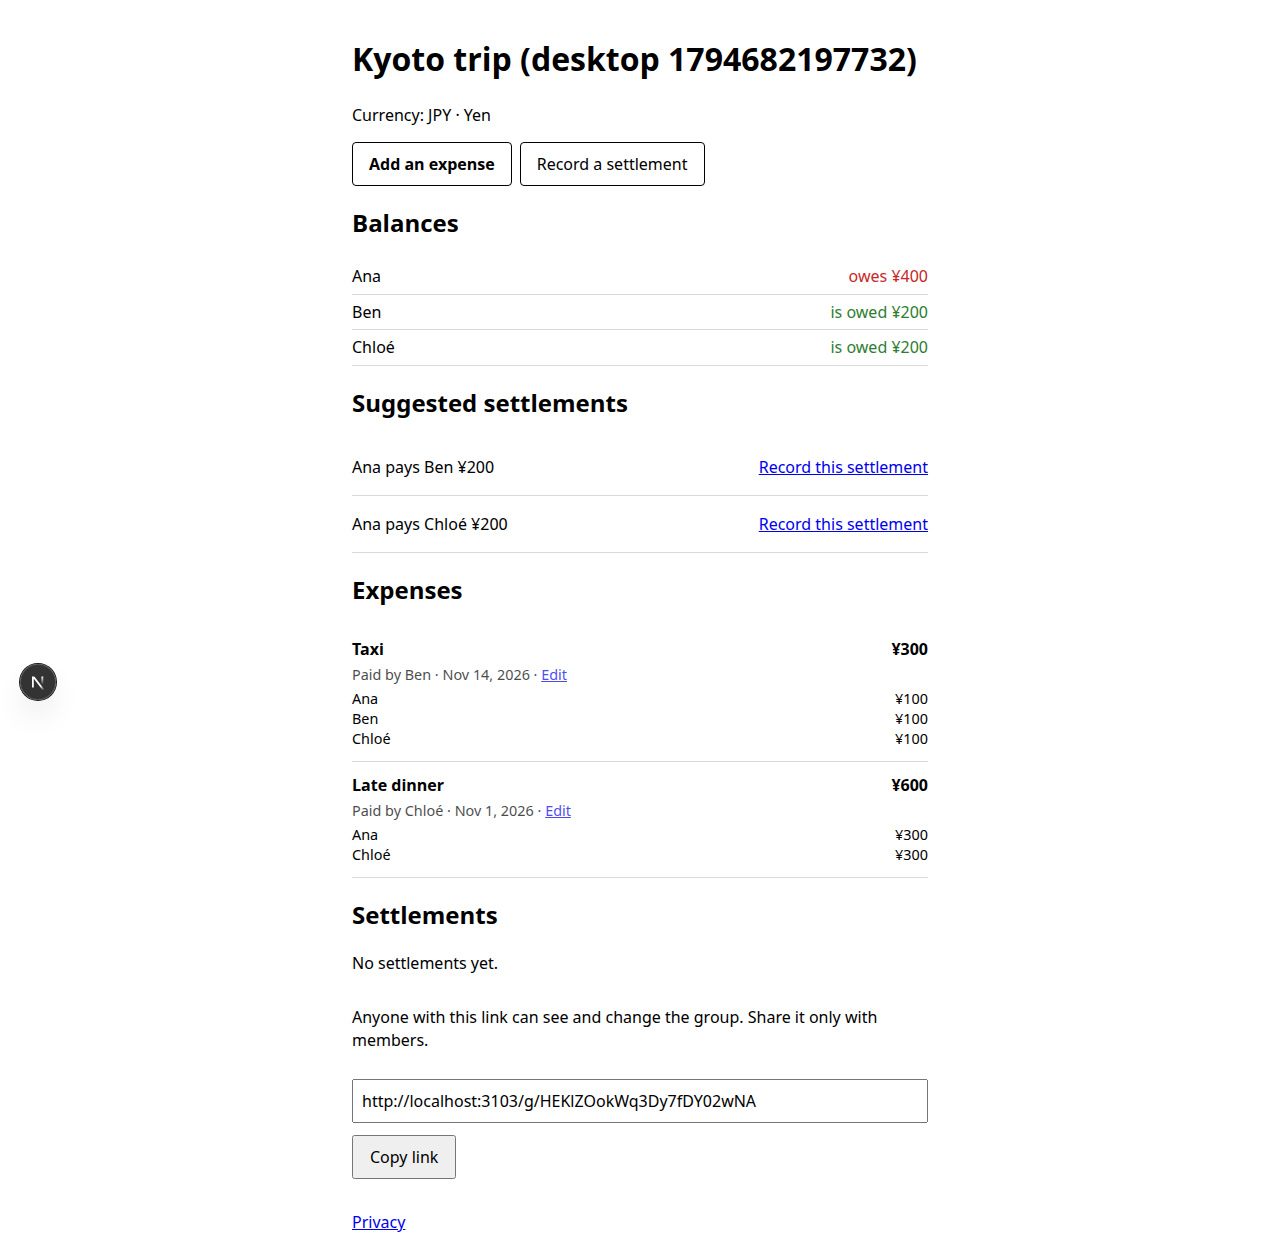 Kyoto trip (desktop 1794682197732)
Currency: JPY · Yen
Add an expense Record a settlement
Balances
Ana owes ¥400
Ben is owed ¥200
Chloé is owed ¥200
Suggested settlements
Ana pays Ben ¥200 Record this settlement
Ana pays Chloé ¥200 Record this settlement
Expenses
Taxi ¥300
Paid by Ben · Nov 14, 2026 · Edit
Ana ¥100
Ben ¥100
Chloé ¥100
Late dinner ¥600
Paid by Chloé · Nov 1, 2026 · Edit
Ana ¥300
Chloé ¥300
Settlements
No settlements yet.
Anyone with this link can see and change the group. Share it only with
members.
http://localhost:3103/g/HEKlZOokWq3Dy7fDY02wNA
Copy link
Privacy
N